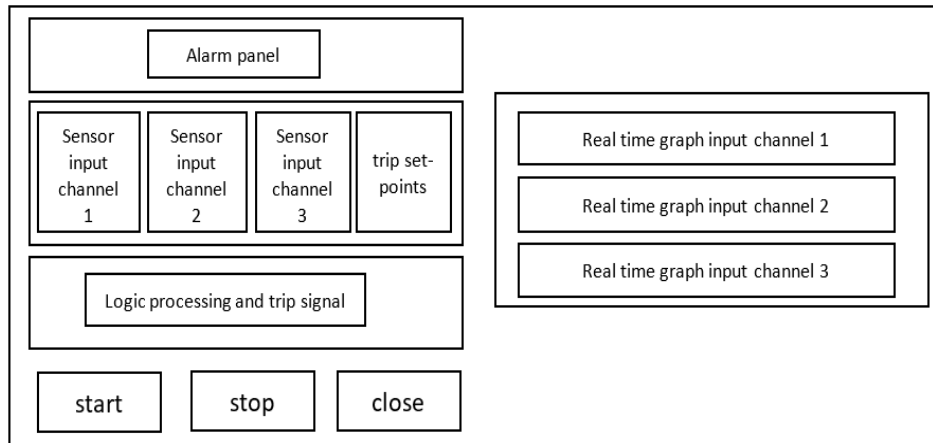 Alarm panel
Sensor
input
channel
1
Sensor
input
channel
2
Sensor
input
channel
3
trip set-
points
Logic processing and trip signal
start
stop
close
Real time graph input channel 1
Real time graph input channel 2
Real time graph input channel 3